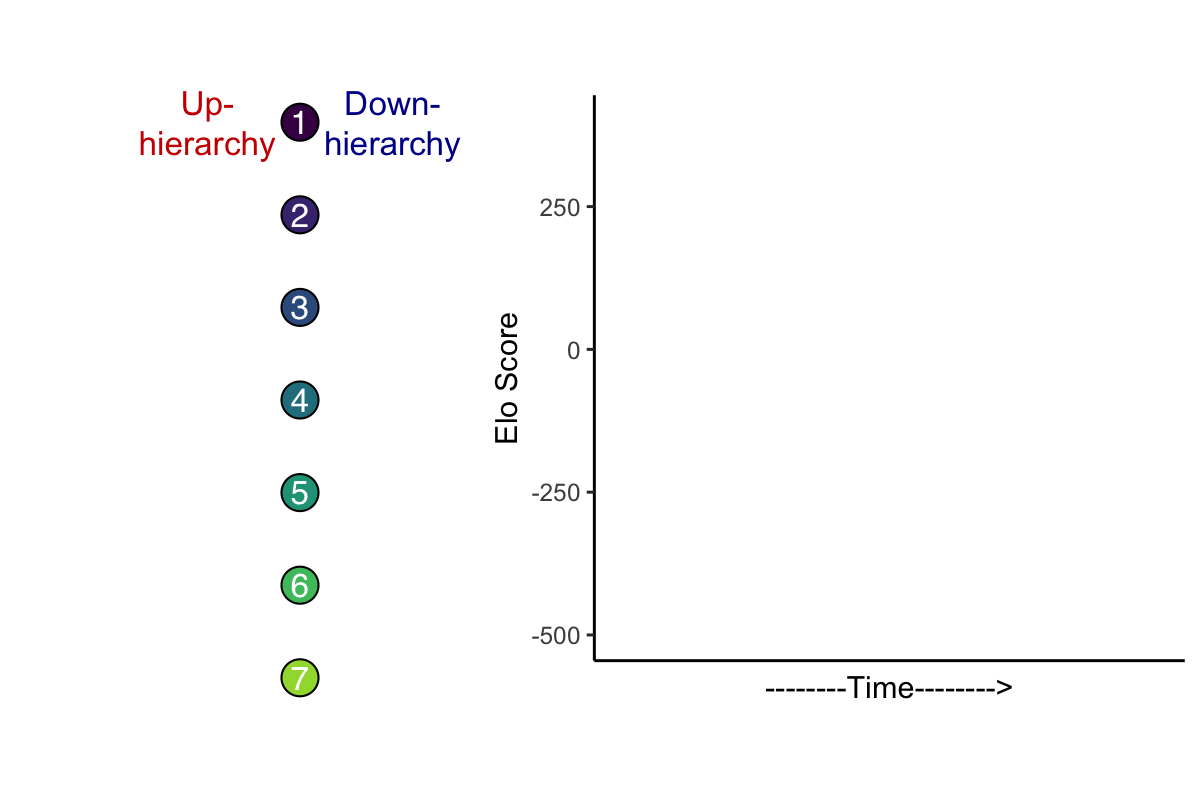 Up-
hierarchy
1
Down-
hierarchy
2
3
4
5
6
7
Elo Score
250
0
-250
-500
--------Time-------->